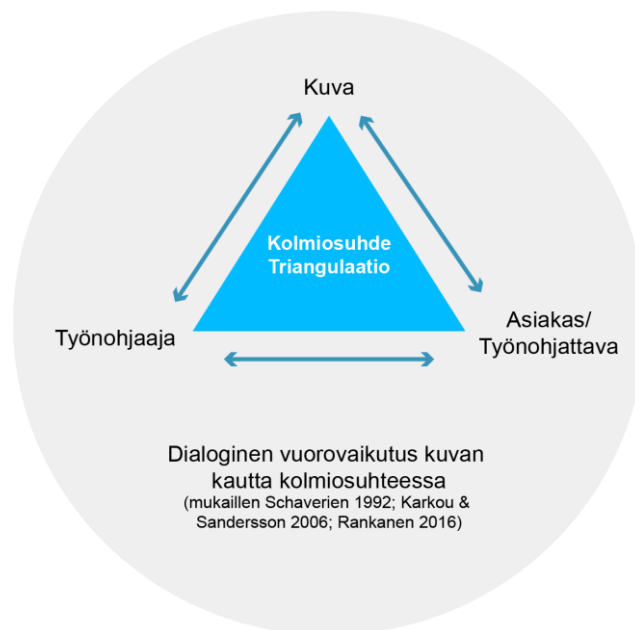 Kuva
Kolmiosuhde
Triangulaatio
Työnohjaaja
Asiakas/
Työnohjattava
Dialoginen vuorovaikutus kuvan
kautta kolmiosuhteessa
(mukaillen Schaverien 1992; Karkou &
Sandersson 2006; Rankanen 2016)